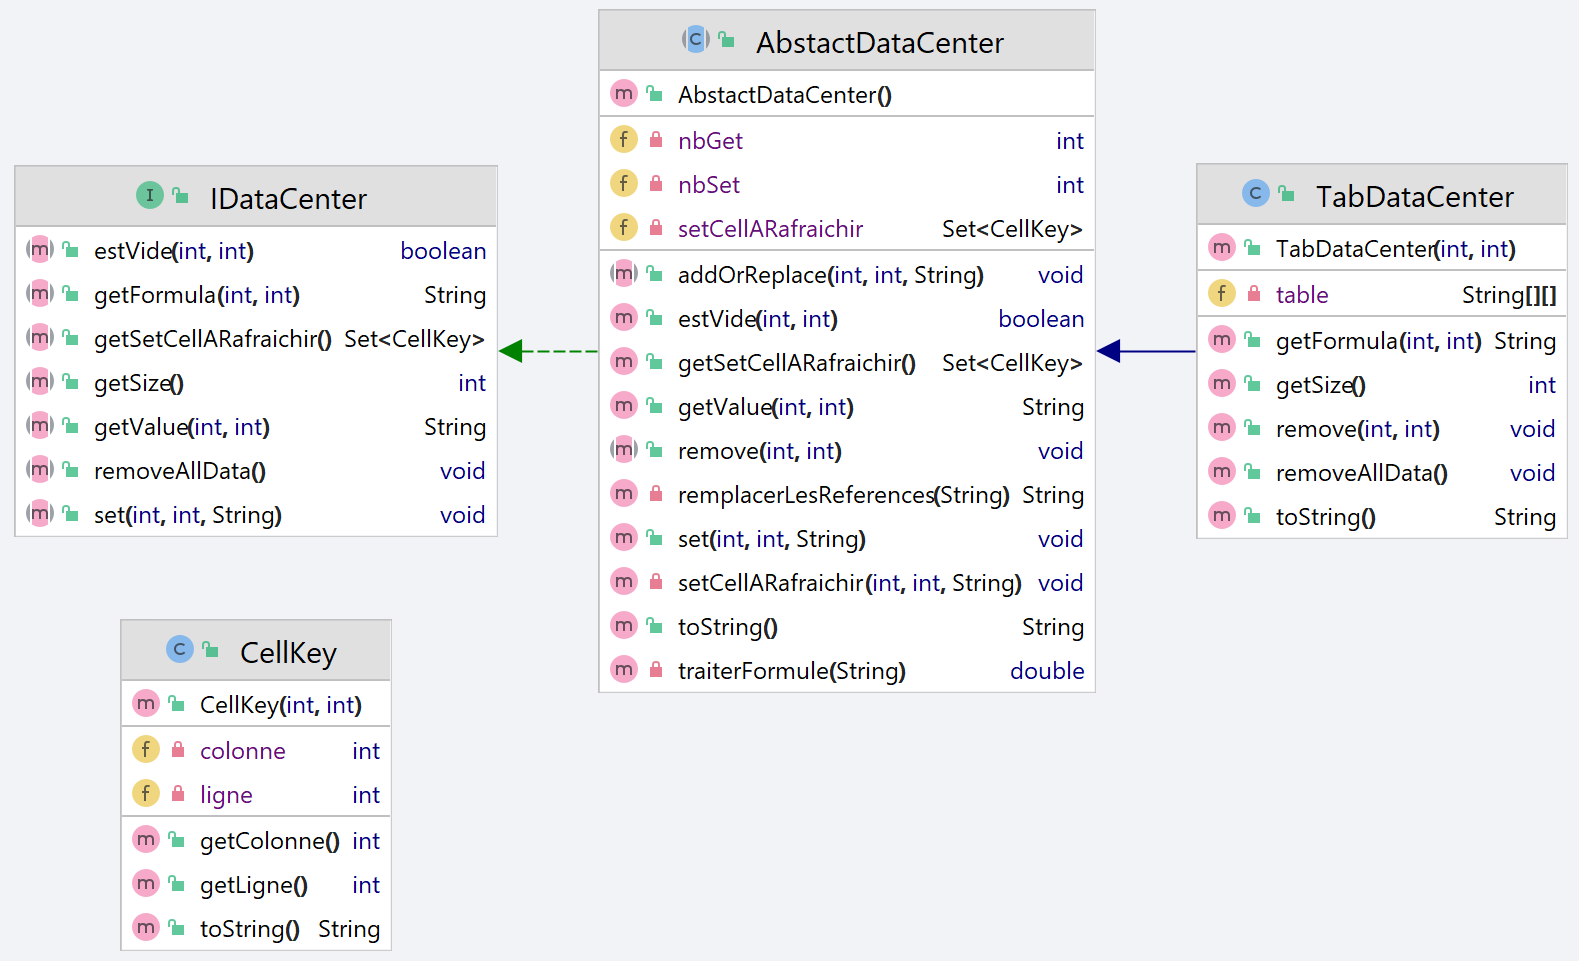 IDataCenter
estVide(int, int) boolean
getFormula(int, int) String
getSetCellARafraichir() Set<CellKey>
getSize() int
getValue(int, int) String
removeAllData() void
set(int, int, String) void
AbstactDataCenter
AbstactDataCenter()
nbGet int
nbSet int
setCellARafraichir Set<CellKey>
addOrReplace(int, int, String) void
estVide(int, int) boolean
getSetCellARafraichir() Set<CellKey>
getValue(int, int) String
remove(int, int) void
remplacerLesReferences(String) String
set(int, int, String) void
setCellARafraichir(int, int, String) void
toString() String
traiterFormule(String) double
TabDataCenter
TabDataCenter(int, int)
table String[][]
getFormula(int, int) String
getSize() int
remove(int, int) void
removeAllData() void
toString() String
CellKey
CellKey(int, int)
colonne int
ligne int
getColonne() int
getLigne() int
toString() String